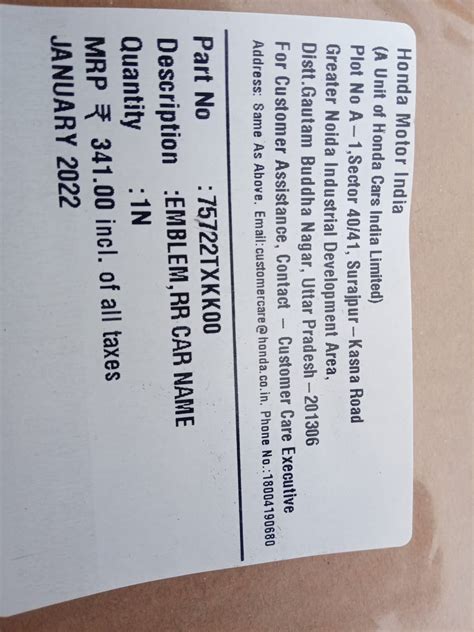 Honda Motor India
(A Unit of Honda Cars India Limited)
Plot No A – 1,Sector 40/41, Surajpur – Kasna Road
Greater Noida Industrial Development Area,
Distt.Gautam Buddha Nagar, Uttar Pradesh – 201306
For Customer Assistance, Contact – Customer Care Executive
Address: Same As Above. Email:customercare@honda.co.in. Phone No.:18004190680
Part No :75722TXKK00
Description :EMBLEM,RR CAR NAME
Quantity :1N
MRP ₹ 341.00 incl. of all taxes
JANUARY 2022